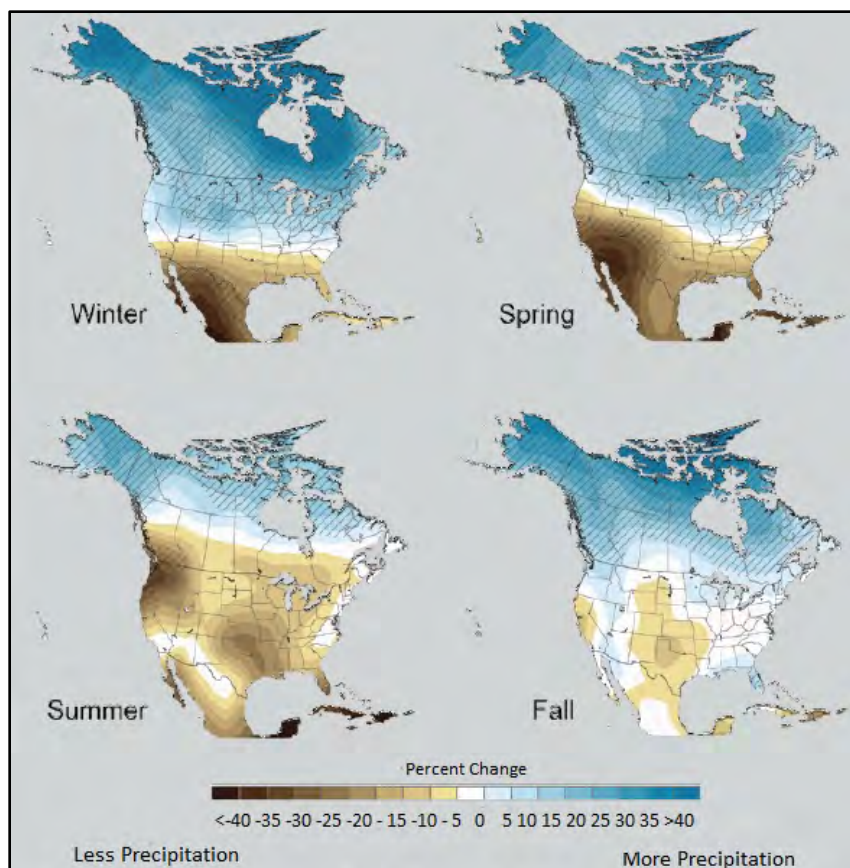 Winter
Spring
Summer
Fall
Percent Change
<-40 -35 -30 -25 -20 - 15 -10 - 5 0 5 10 15 20 25 30 35 >40
Less Precipitation
More Precipitation